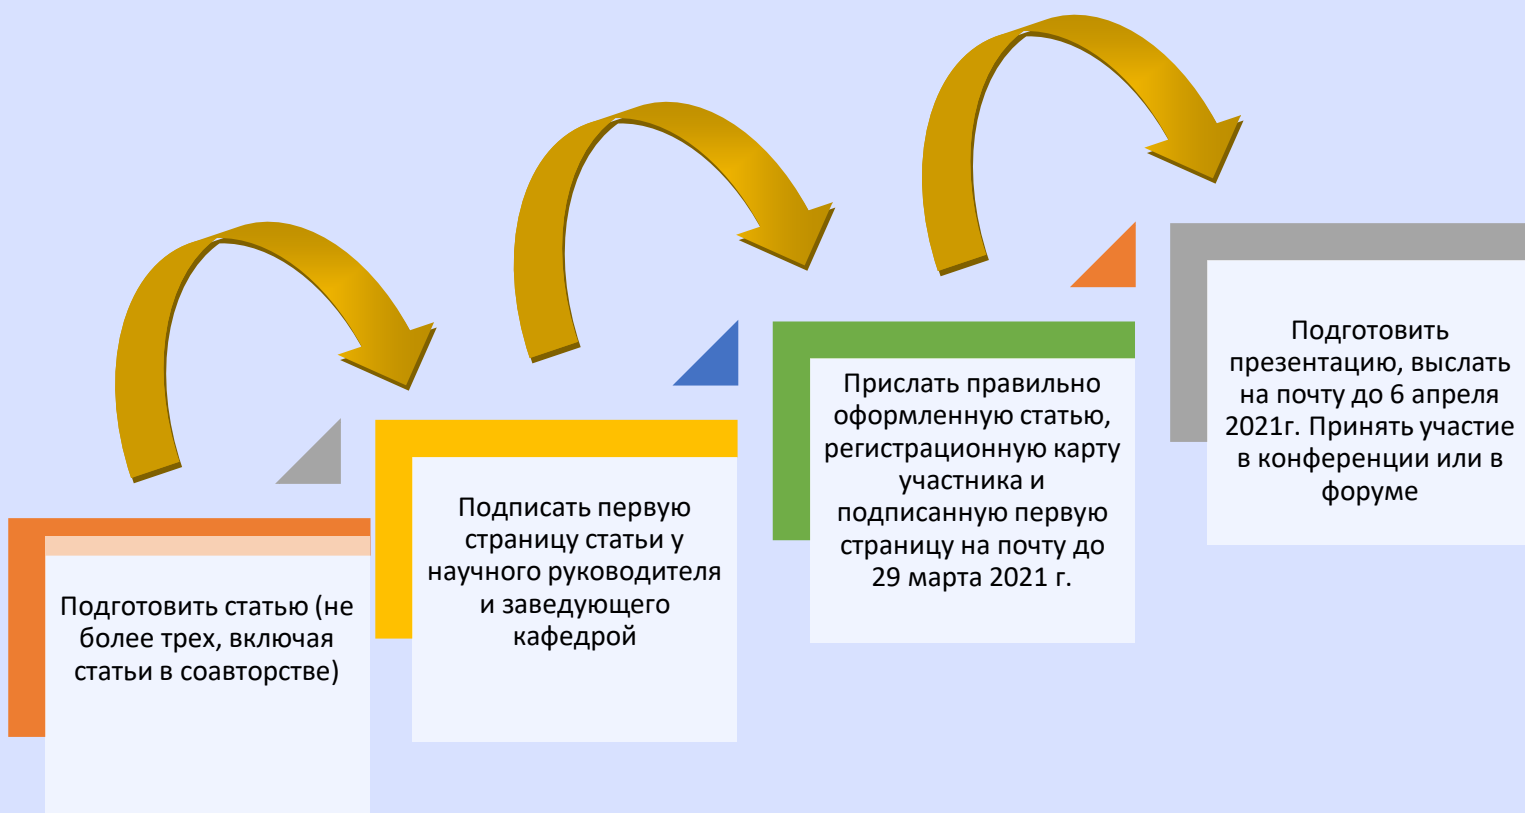 Подготовить статью (не
более трех, включая
статьи в соавторстве)
Подписать первую
страницу статьи у
научного руководителя
и заведующего
кафедрой
Прислать правильно
оформленную статью,
регистрационную карту
участника и
подписанную первую
страницу на почту до
29 марта 2021 г.
Подготовить
презентацию, выслать
на почту до 6 апреля
2021г. Принять участие
в конференции или в
форуме